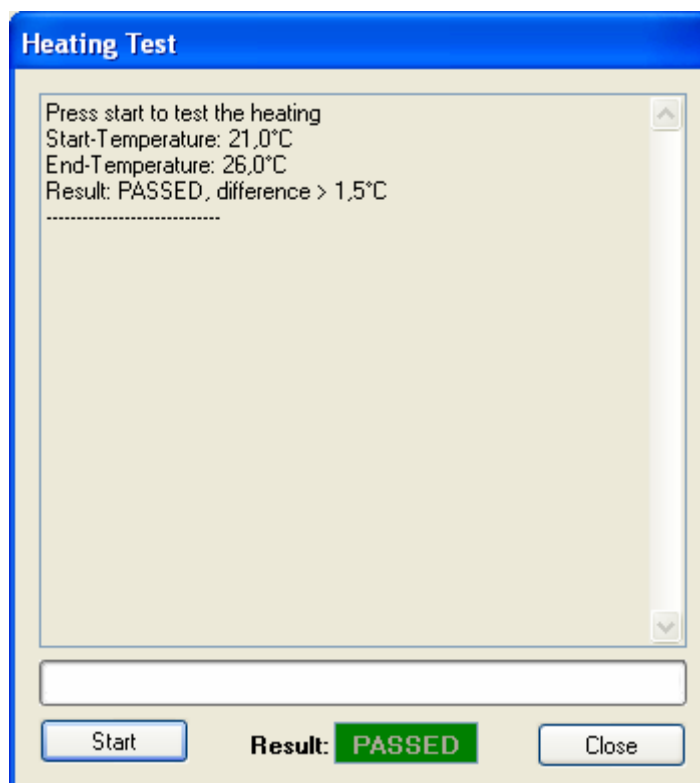 Heating Test
Press start to test the heating
Start-Temperature: 21,0°C
End-Temperature: 26,0°C
Result: PASSED, difference > 1,5°C
-----------------------------
Start
Result: PASSED
Close